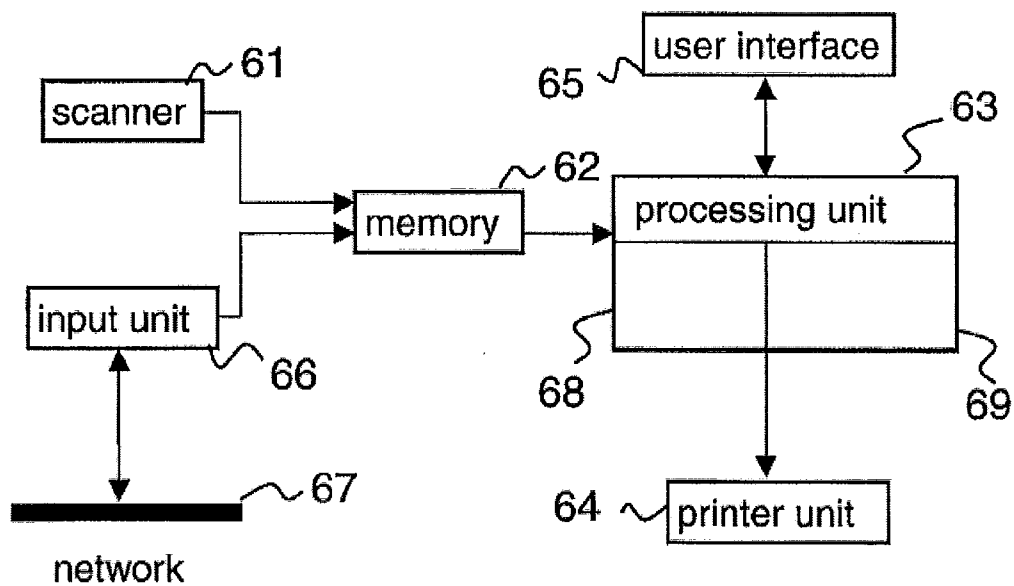 61
scanner
65
user interface
63
62
memory
processing unit
input unit
66
68
69
67
network
64
printer unit